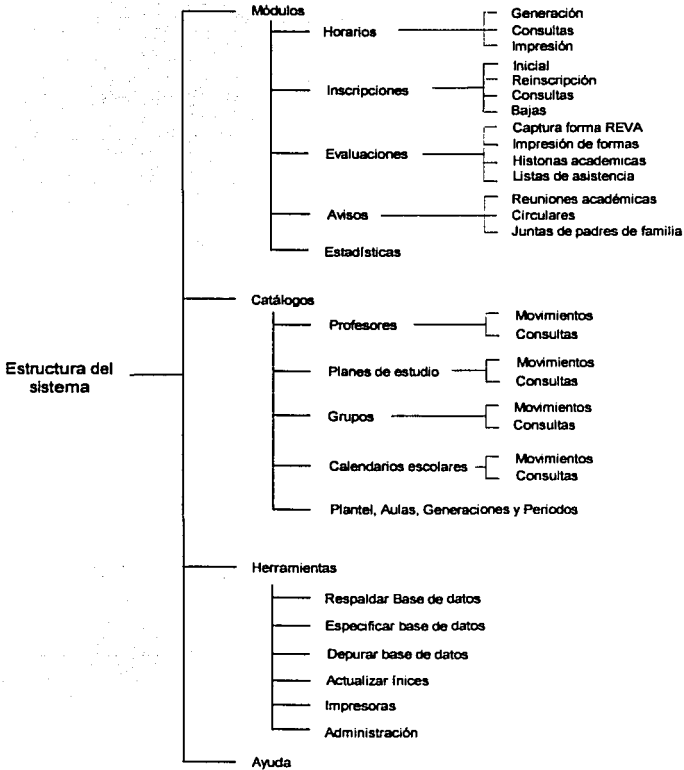 Estructura del
sistema
Módulos
Horarios
Generación
Consultas
Impresión
Inscripciones
Inicial
Reinscripción
Consultas
Bajas
Evaluaciones
Captura forma REVA
Impresión de formas
Historias academicas
Listas de asistencia
Avisos
Reuniones académicas
Circulares
Juntas de padres de familia
Estadísticas
Catálogos
Profesores
Movimientos
Consultas
Planes de estudio
Movimientos
Consultas
Grupos
Movimientos
Consultas
Calendarios escolares
Movimientos
Consultas
Plantel, Aulas, Generaciones y Periodos
Herramientas
Respaldar Base de datos
Especificar base de datos
Depurar base de datos
Actualizar Ínices
Impresoras
Administración
Ayuda